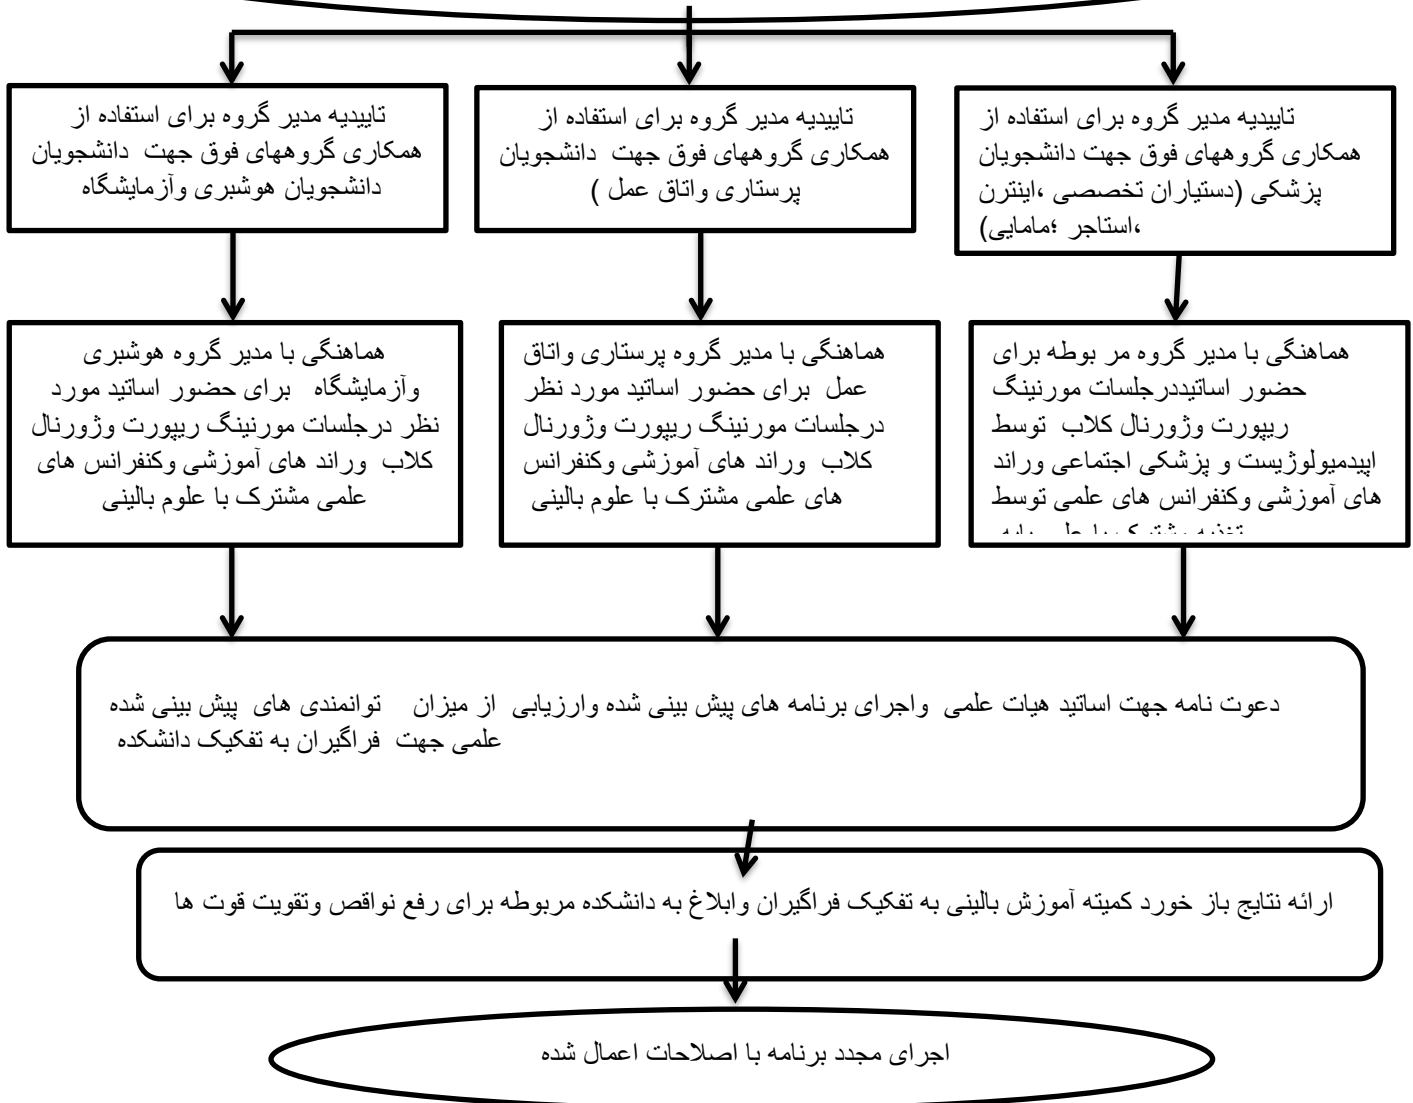 تاییدیه مدیر گروه برای استفاده از
همکاری گروههای فوق جهت دانشجویان
پزشکی (دستیاران تخصصی ،اینترن
،استاجر ؛مامایی)
تاییدیه مدیر گروه برای استفاده از
همکاری گروههای فوق جهت دانشجویان
پرستاری واتاق عمل )
تاییدیه مدیر گروه برای استفاده از
همکاری گروههای فوق جهت دانشجویان
دانشجویان هوشبری وآزمایشگاه
هماهنگی با مدیر گروه مر بوطه برای
حضور اساتیددرجلسات مورنینگ
ریپورت وژورنال کلاب توسط
اپیدمیولوژیست و پزشکی اجتماعی وراند
های آموزشی وکنفرانس های علمی توسط
هماهنگی با مدیر گروه پرستاری واتاق
عمل برای حضور اساتید مورد نظر
درجلسات مورنینگ ریپورت وژورنال
کلاب وراند های آموزشی وکنفرانس
های علمی مشترک با علوم بالینی
هماهنگی با مدیر گروه هوشبری
وآزمایشگاه برای حضور اساتید مورد
نظر درجلسات مورنینگ ریپورت وژورنال
کلاب وراند های آموزشی وکنفرانس های
علمی مشترک با علوم بالینی
دعوت نامه جهت اساتید هیات علمی واجرای برنامه های پیش بینی شده وارزیابی از میزان توانمندی های پیش بینی شده
علمی جهت فراگیران به تفکیک دانشکده
ارائه نتایج باز خورد کمیته آموزش بالینی به تفکیک فراگیران وابلاغ به دانشکده مربوطه برای رفع نواقص وتقویت قوت ها
اجرای مجدد برنامه با اصلاحات اعمال شده